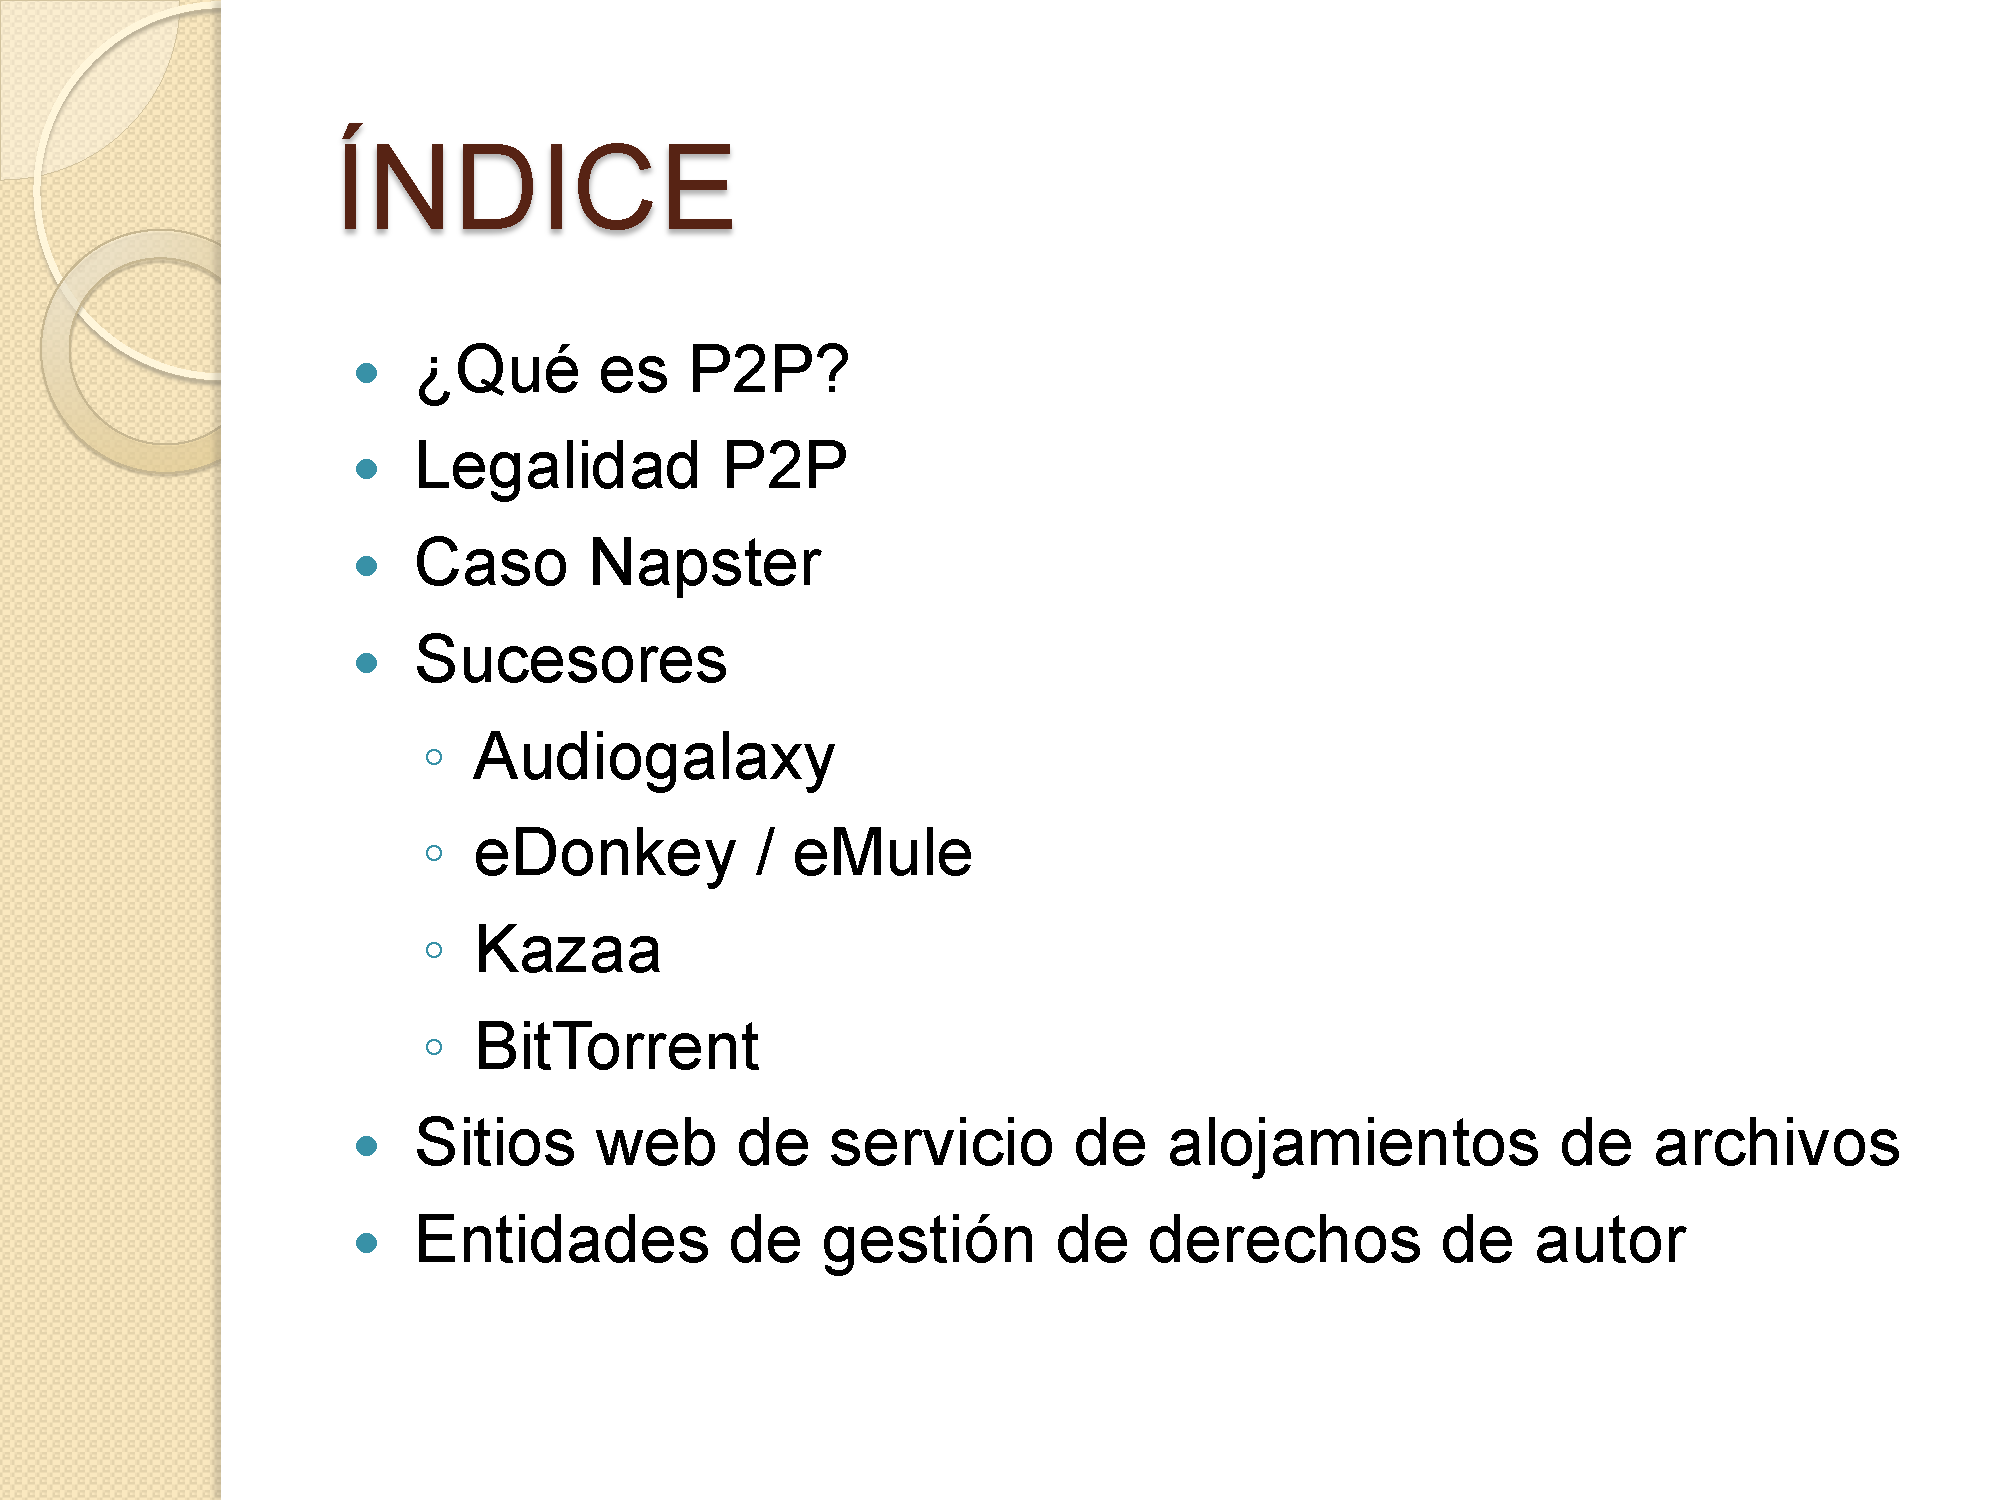 ÍNDICE
¿Qué es P2P?
Legalidad P2P
Caso Napster
Sucesores
Audiogalaxy
eDonkey / eMule
Kazaa
BitTorrent
Sitios web de servicio de alojamientos de archivos
Entidades de gestión de derechos de autor